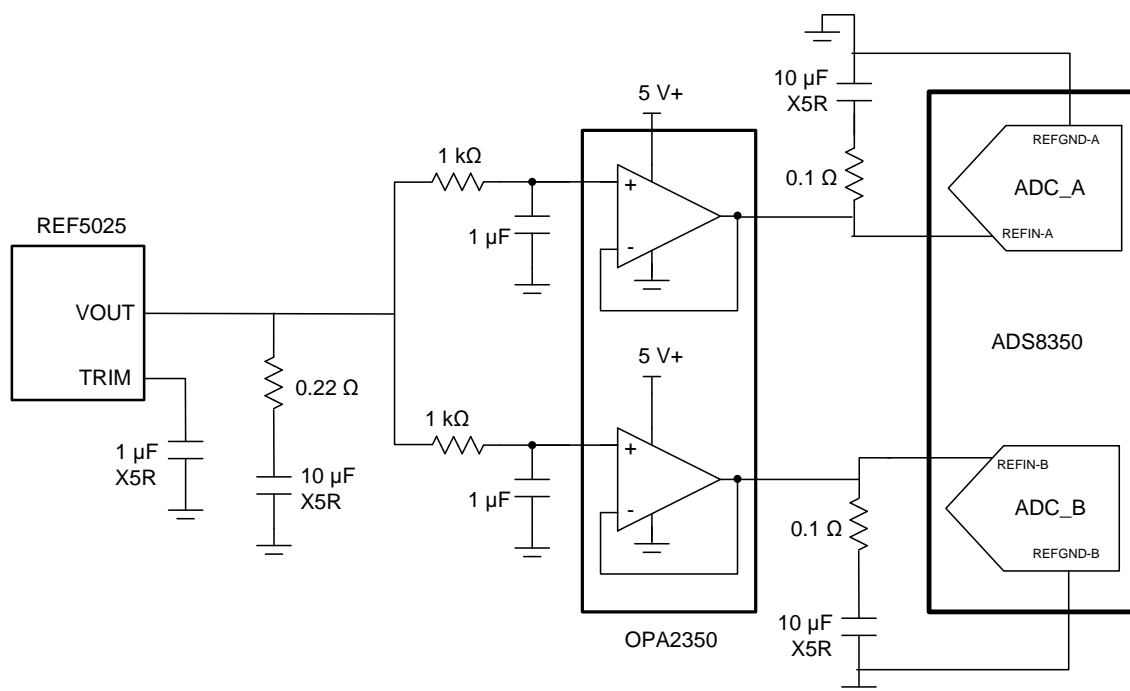 REF5025
VOUT
TRIM
1 µF
X5R
0.22 Ω
10 µF
X5R
1 kΩ
1 µF
5 V+
+
-
1 kΩ
1 µF
5 V+
+
-
OPA2350
10 µF
X5R
0.1 Ω
REFGND-A
ADC_A
REFIN-A
ADS8350
REFIN-B
ADC_B
REFGND-B
0.1 Ω
10 µF
X5R